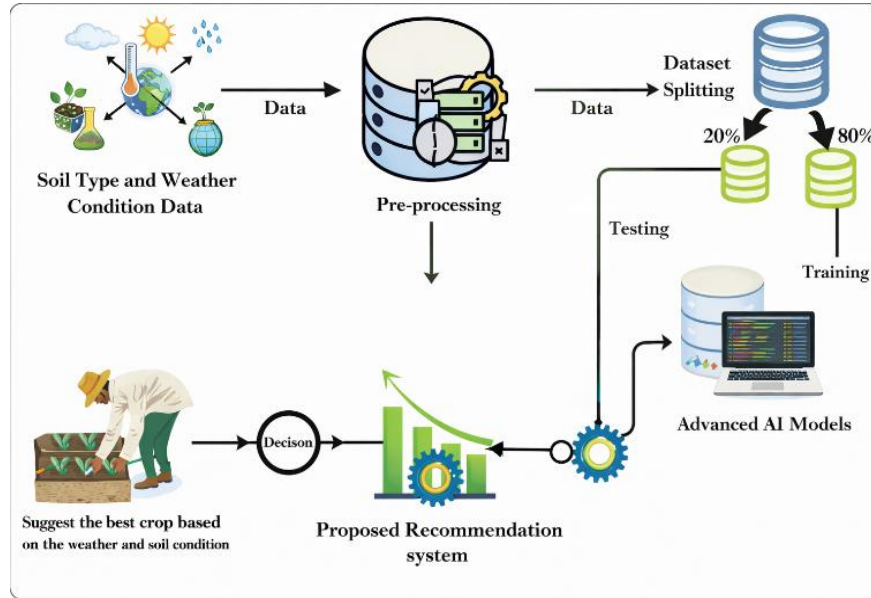 Data
Data
Dataset
Splitting
20%
80%
Soil Type and Weather
Condition Data
Pre-processing
Testing
Training
Advanced AI Models
Decison
Suggest the best crop based
on the weather and soil condition
Proposed Recommendation
system